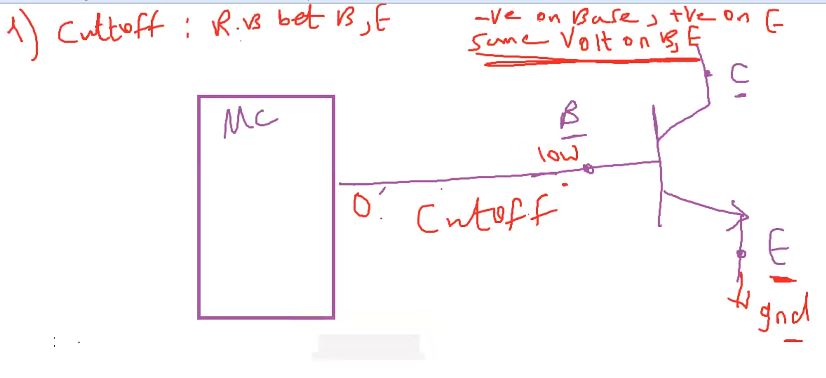 1) Cuttoff : R.B bet B,E
-ve on Base, +ve on E
Same Volt on B,E
C
MC
B
low
0
Cutoff
E
gnd